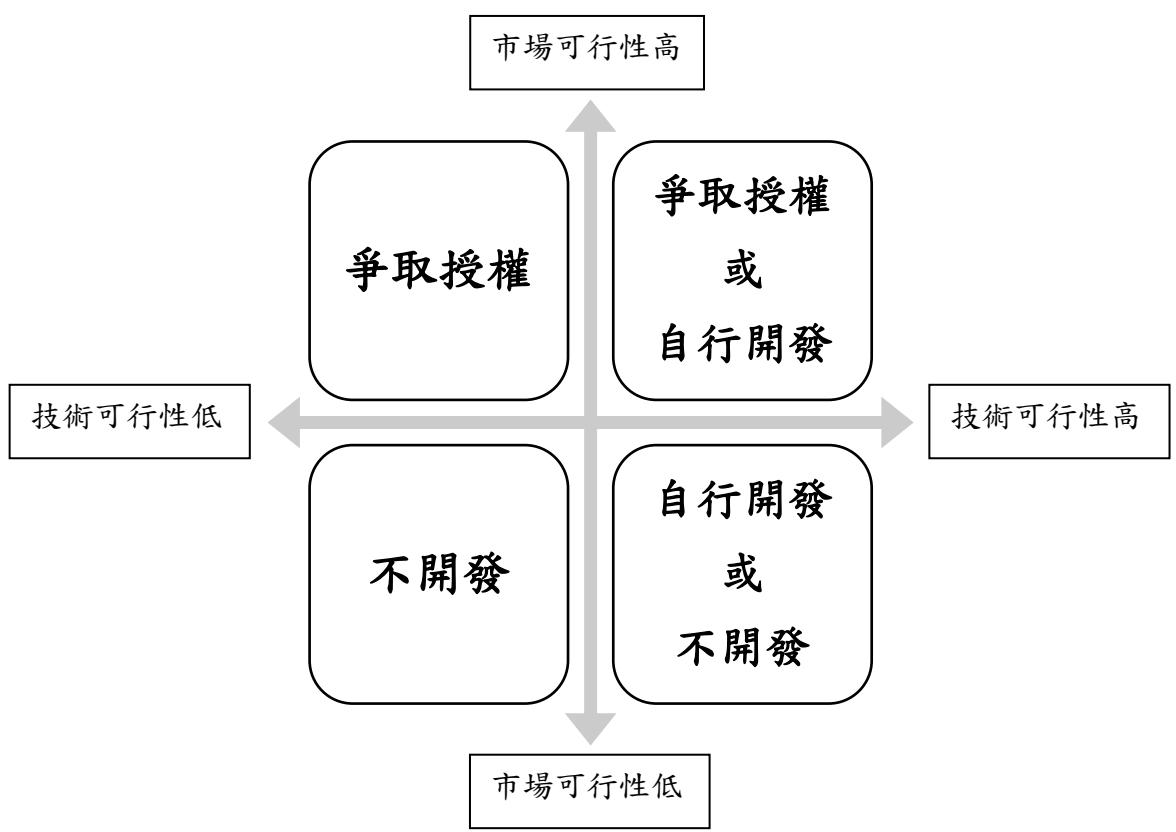 市場可行性高
爭取授權
爭取授權
或
自行開發
技術可行性低
技術可行性高
不開發
自行開發
或
不開發
市場可行性低